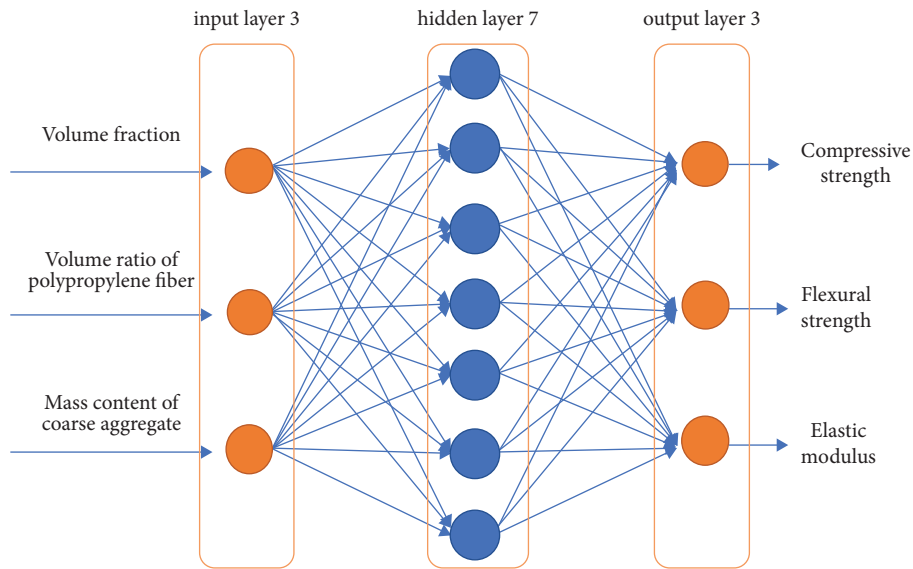 input layer 3
hidden layer 7
output layer 3
Volume fraction
Volume ratio of
polypropylene fiber
Mass content of
coarse aggregate
Compressive
strength
Flexural
strength
Elastic
modulus